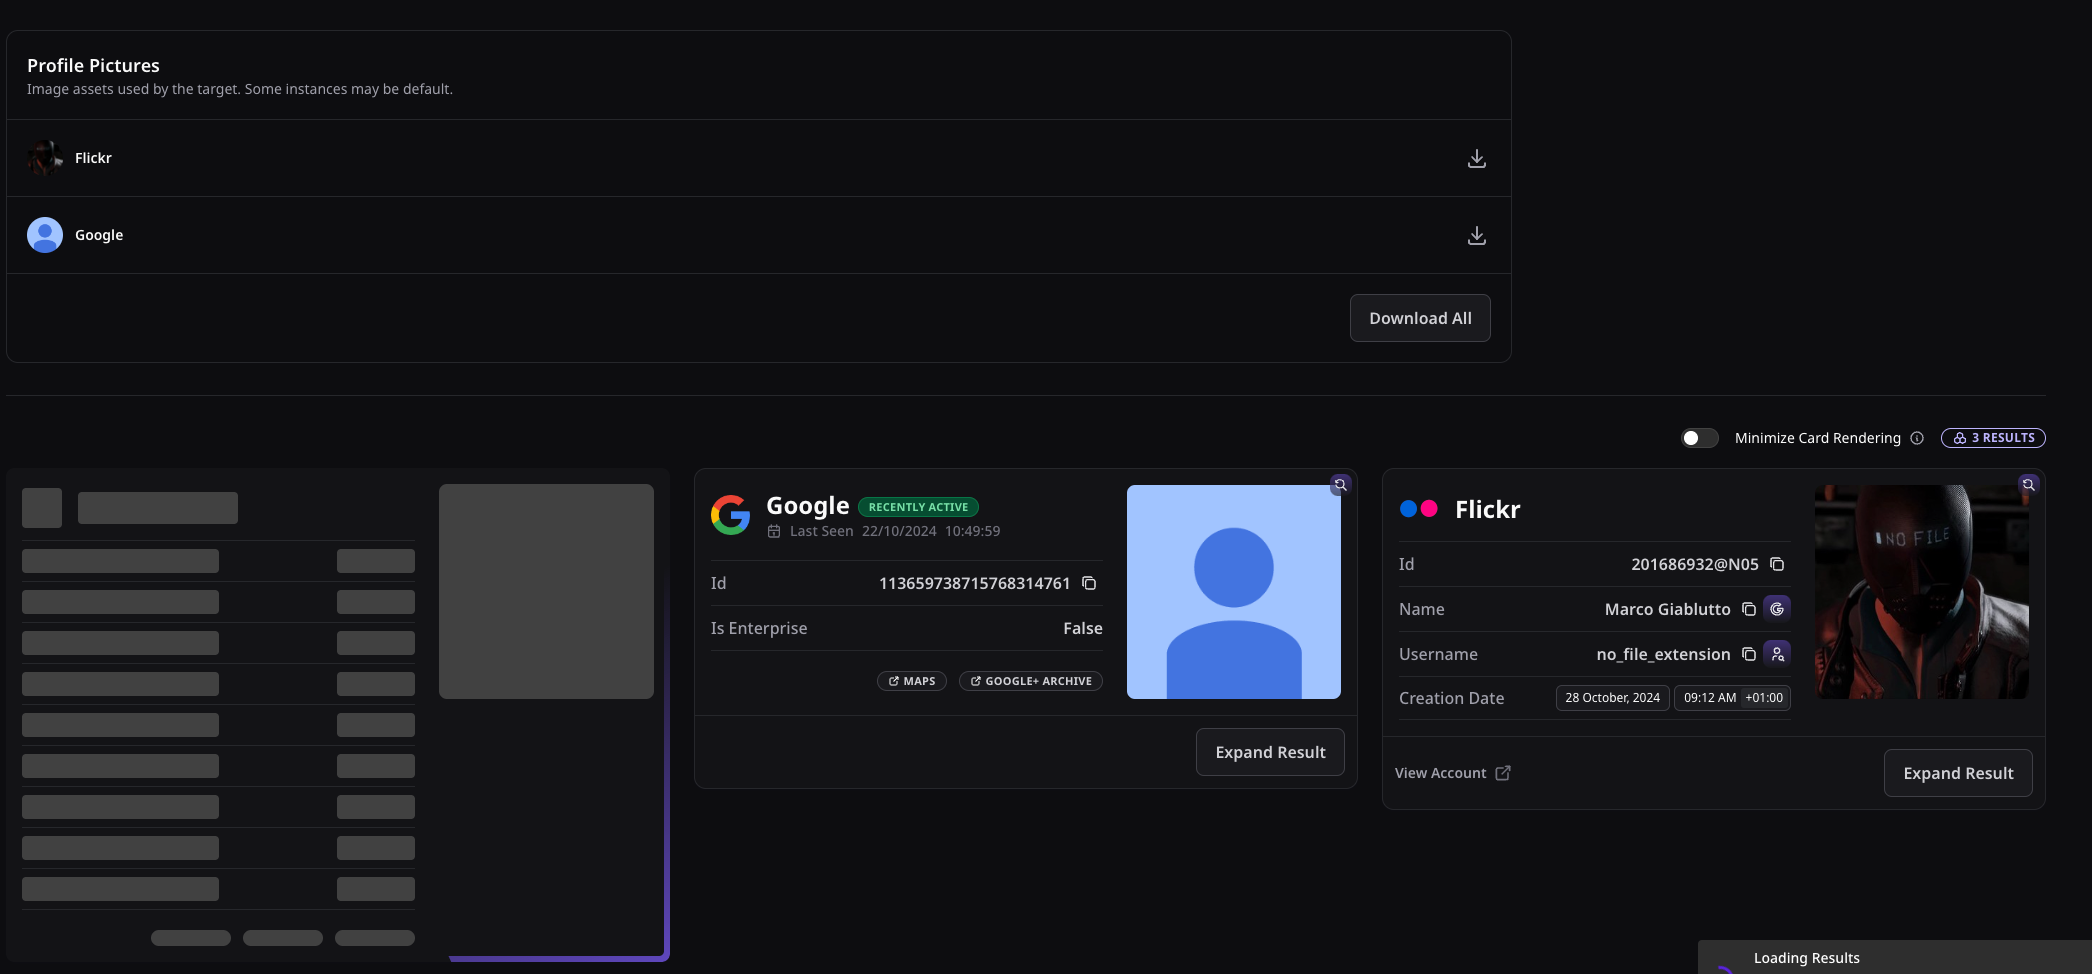 Profile Pictures
Image assets used by the target. Some instances may be default.
Flickr
Google
Download All
Minimize Card Rendering
3 RESULTS
Google RECENTLY ACTIVE
Last Seen 22/10/2024 10:49:59
Id 113659738715768314761
Is Enterprise False
MAPS GOOGLE+ ARCHIVE
Expand Result
Flickr
Id 201686932@N05
Name Marco Giablutto
Username no_file_extension
Creation Date 28 October, 2024 09:12 AM +01:00
NO FILE
View Account Expand Result
Loading Results